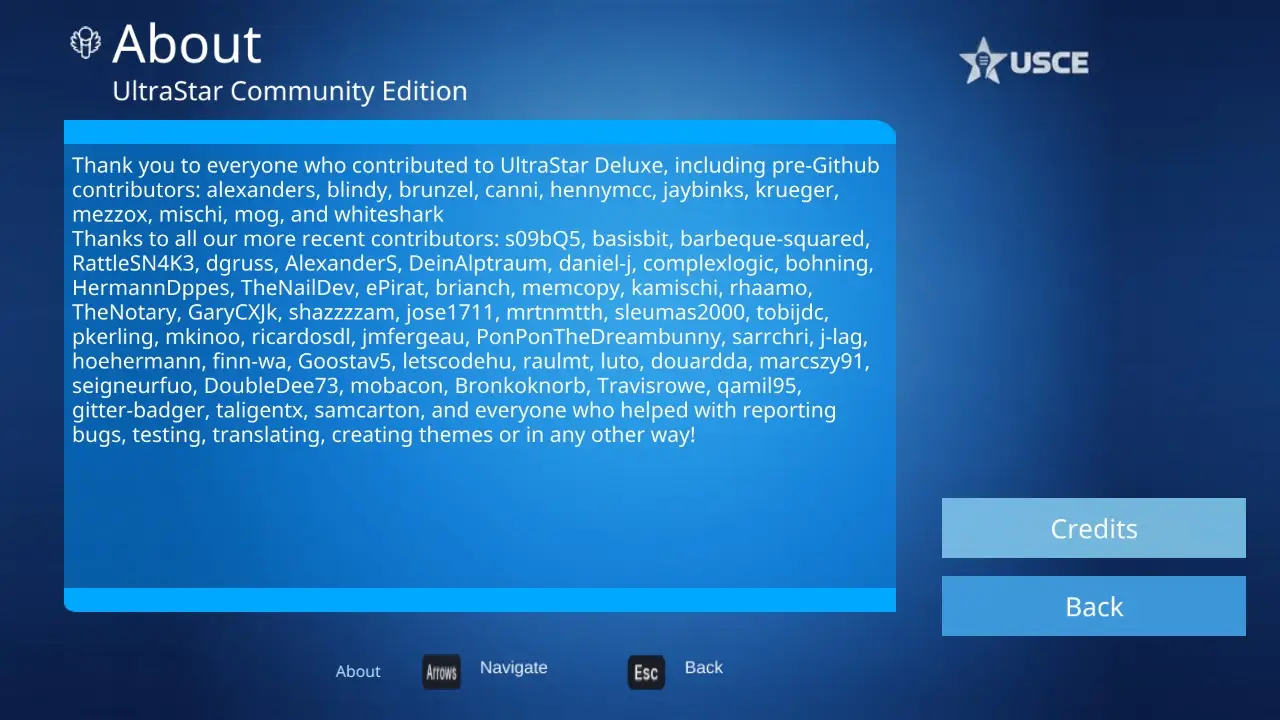 About
UltraStar Community Edition
USCE
Thank you to everyone who contributed to UltraStar Deluxe, including pre-Github
contributors: alexanders, blindy, brunzel, canni, hennymcc, jaybinks, krueger,
mezzox, mischi, mog, and whiteshark
Thanks to all our more recent contributors: s09bQ5, basisbit, barbeque-squared,
RattleSN4K3, dgruss, AlexanderS, DeinAlptraum, daniel-j, complexlogic, bohning,
HermannDppes, TheNailDev, ePirat, brianch, memcopy, kamischi, rhaamo,
TheNotary, GaryCXJk, shazzzzam, jose1711, mrtnmtth, sleumas2000, tobijdc,
pkerling, mkinoo, ricardosdl, jmfergeau, PonPonTheDreambunny, sarrchri, j-lag,
hoehermann, finn-wa, Goostav5, letscodehu, raulmt, luto, douardda, marcszy91,
seigneurfuo, DoubleDee73, mobacon, Bronkoknorb, Travisrowe, qamil95,
gitter-badger, taligentx, samcarton, and everyone who helped with reporting
bugs, testing, translating, creating themes or in any other way!
Credits
Back
About
Arrows Navigate
Esc Back